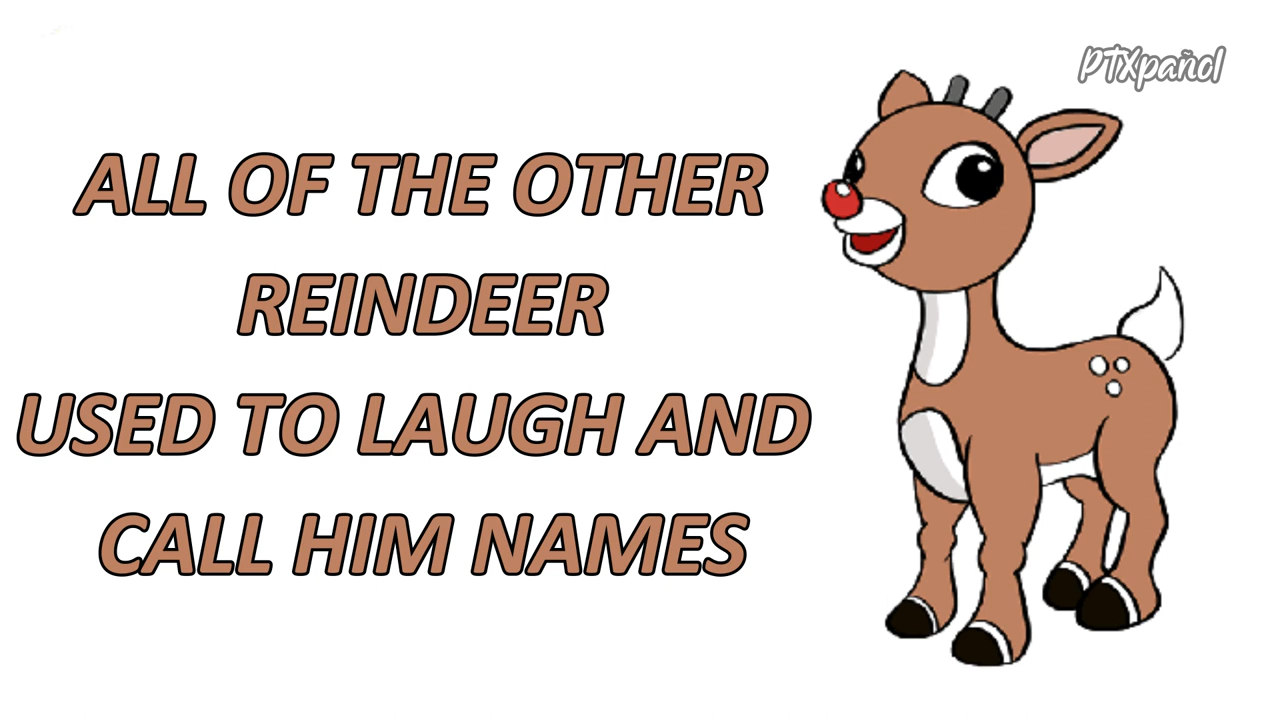 PTXpañol
ALL OF THE OTHER
REINDEER
USED TO LAUGH AND
CALL HIM NAMES